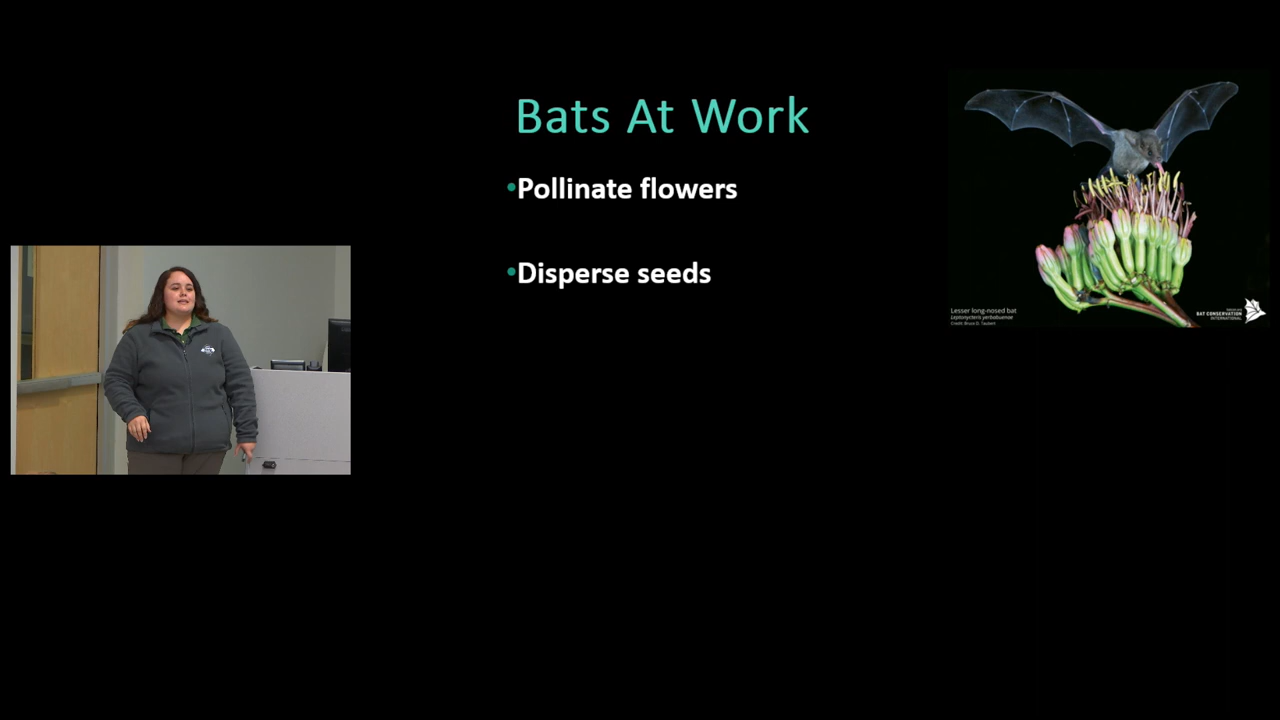 Bats At Work
•Pollinate flowers
•Disperse seeds
Lesser long-nosed bat
Leptonycteris yerbabuenae
Credit: Bruce D. Taubert
BAT CONSERVATION
INTERNATIONAL